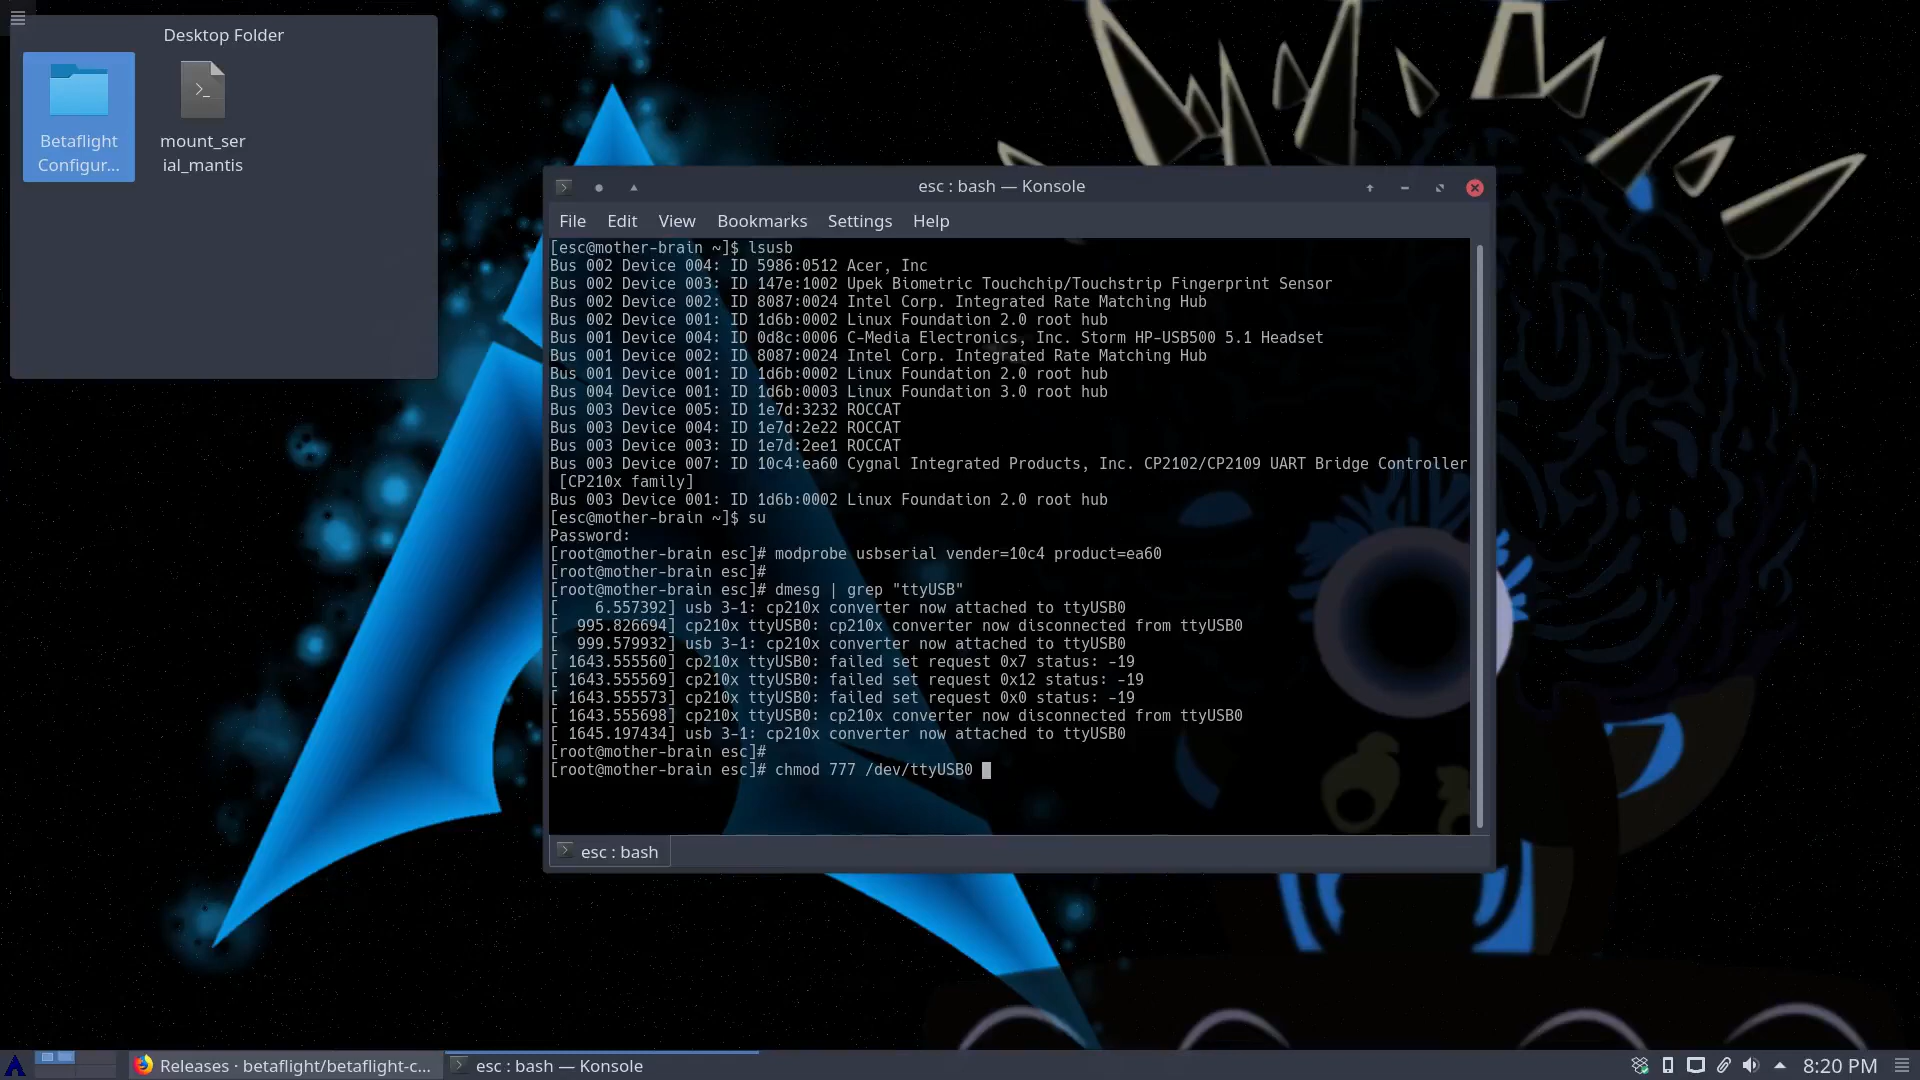 Desktop Folder
Betaflight
Configur...
mount_ser
ial_mantis
esc : bash — Konsole
File Edit View Bookmarks Settings Help
[esc@mother-brain ~]$ lsusb
Bus 002 Device 004: ID 5986:0512 Acer, Inc
Bus 002 Device 003: ID 147e:1002 Upek Biometric Touchchip/Touchstrip Fingerprint Sensor
Bus 002 Device 002: ID 8087:0024 Intel Corp. Integrated Rate Matching Hub
Bus 002 Device 001: ID 1d6b:0002 Linux Foundation 2.0 root hub
Bus 001 Device 004: ID 0d8c:0006 C-Media Electronics, Inc. Storm HP-USB500 5.1 Headset
Bus 001 Device 002: ID 8087:0024 Intel Corp. Integrated Rate Matching Hub
Bus 001 Device 001: ID 1d6b:0002 Linux Foundation 2.0 root hub
Bus 004 Device 001: ID 1d6b:0003 Linux Foundation 3.0 root hub
Bus 003 Device 005: ID 1e7d:3232 ROCCAT
Bus 003 Device 004: ID 1e7d:2e22 ROCCAT
Bus 003 Device 003: ID 1e7d:2ee1 ROCCAT
Bus 003 Device 007: ID 10c4:ea60 Cygnal Integrated Products, Inc. CP2102/CP2109 UART Bridge Controller
[CP210x family]
Bus 003 Device 001: ID 1d6b:0002 Linux Foundation 2.0 root hub
[esc@mother-brain ~]$ su
Password:
[root@mother-brain esc]# modprobe usbserial vender=10c4 product=ea60
[root@mother-brain esc]#
[root@mother-brain esc]# dmesg | grep "ttyUSB"
[    6.557392] usb 3-1: cp210x converter now attached to ttyUSB0
[  995.826694] cp210x ttyUSB0: cp210x converter now disconnected from ttyUSB0
[  999.579932] usb 3-1: cp210x converter now attached to ttyUSB0
[ 1643.555560] cp210x ttyUSB0: failed set request 0x7 status: -19
[ 1643.555569] cp210x ttyUSB0: failed set request 0x12 status: -19
[ 1643.555573] cp210x ttyUSB0: failed set request 0x0 status: -19
[ 1643.555698] cp210x ttyUSB0: cp210x converter now disconnected from ttyUSB0
[ 1645.197434] usb 3-1: cp210x converter now attached to ttyUSB0
[root@mother-brain esc]#
[root@mother-brain esc]# chmod 777 /dev/ttyUSB0
esc : bash
Releases · betaflight/betaflight-c...
esc : bash — Konsole
8:20 PM